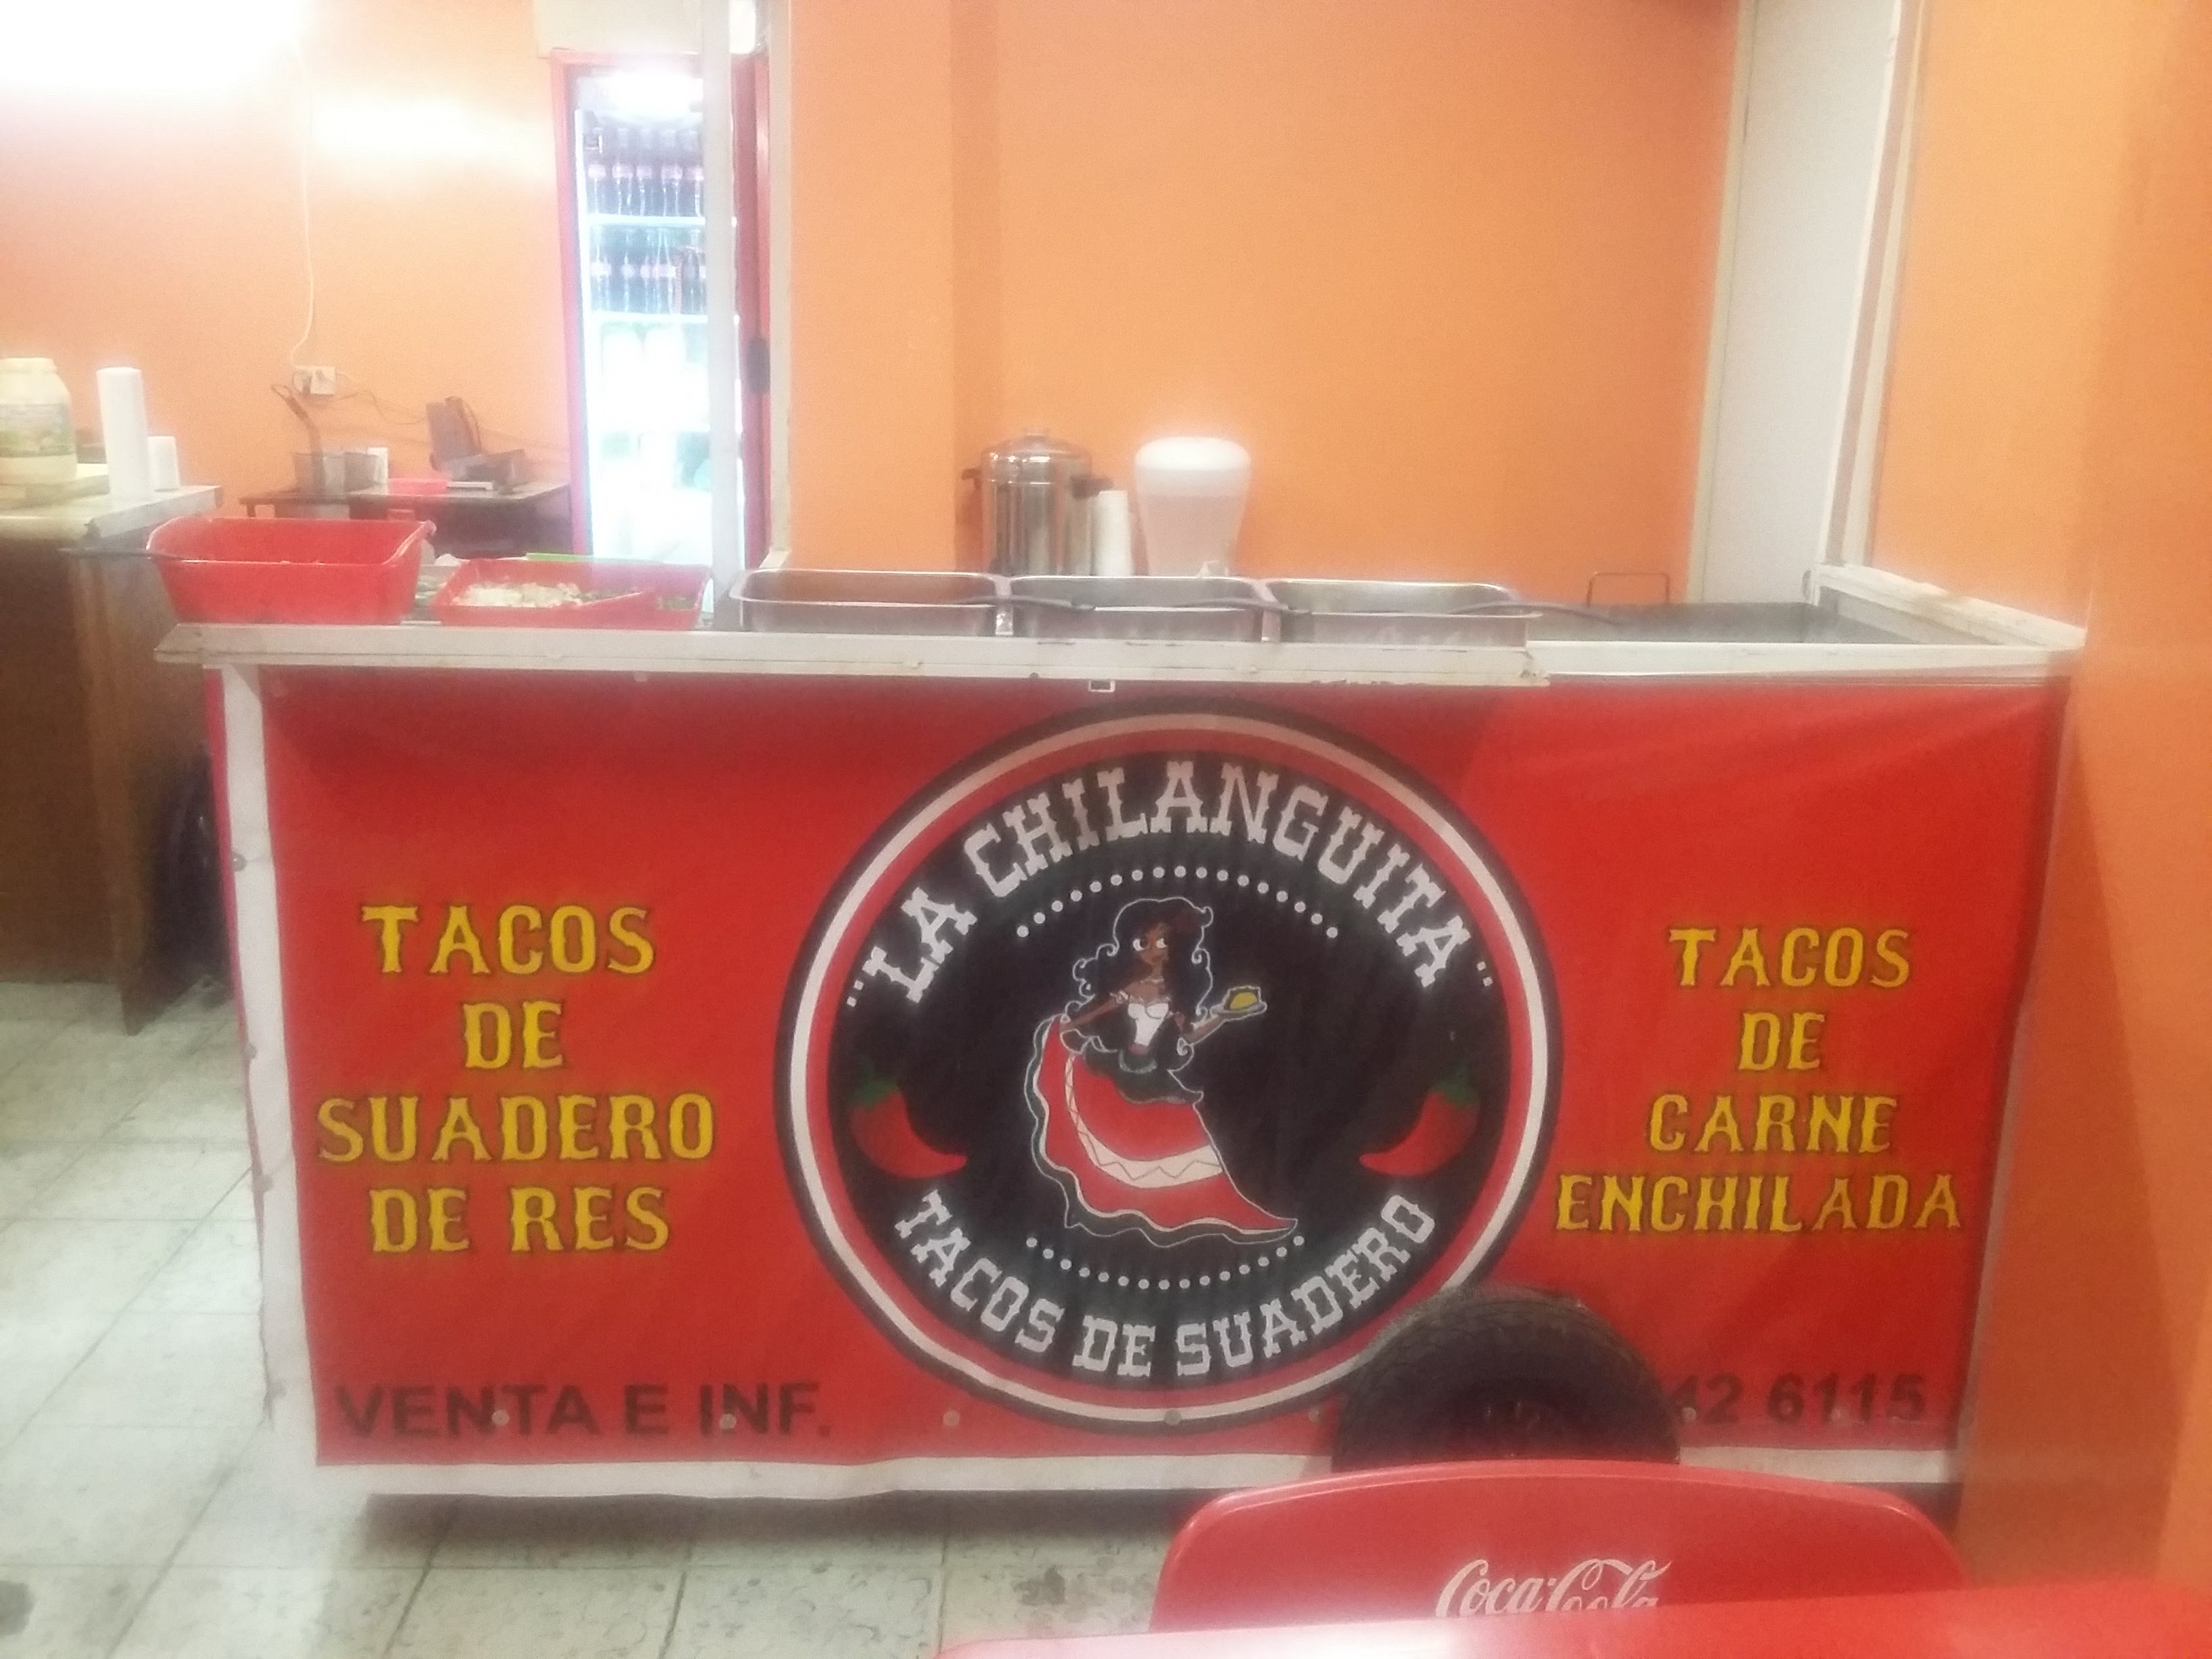 "LA CHILANGUITA"
TACOS DE SUADERO
TACOS
DE
SUADERO
DE RES
TACOS
DE
CARNE
ENCHILADA
VENTA E INF.
42 6115
Coca-Cola